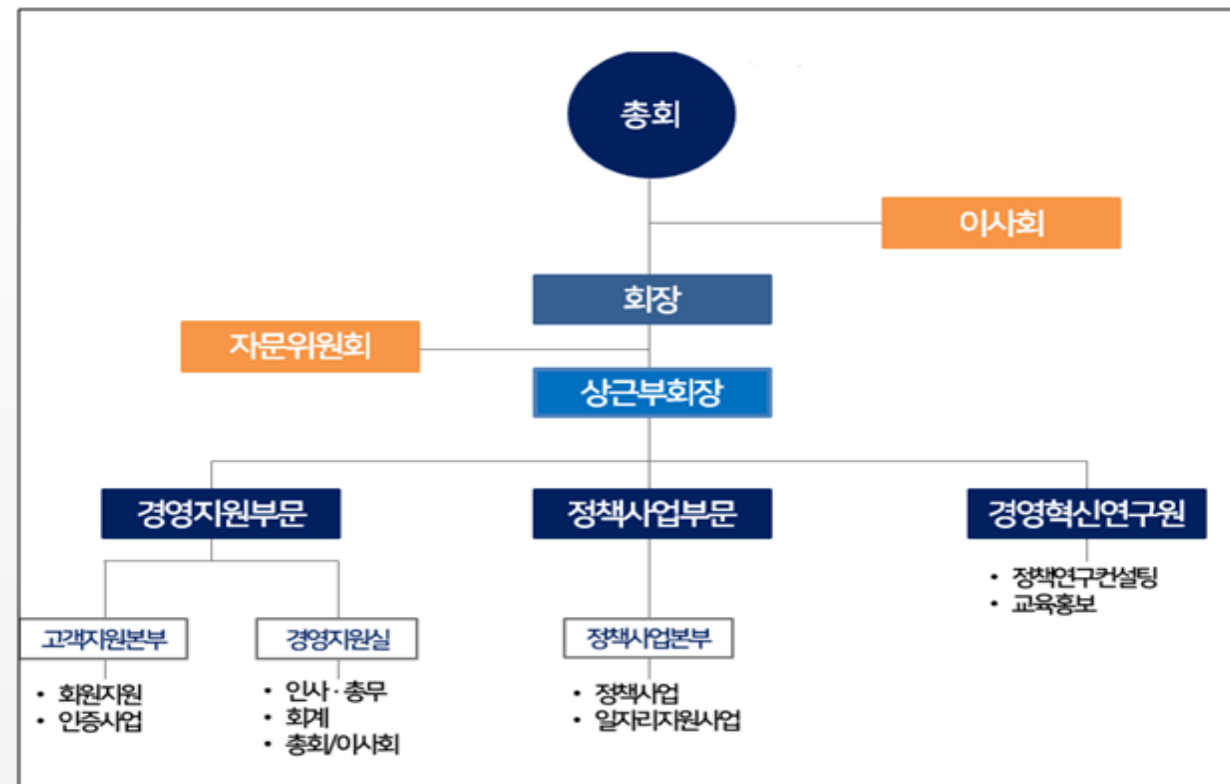 총회
이사회
회장
자문위원회
상근부회장
경영지원부문
정책사업부문
경영혁신연구원
• 정책연구컨설팅
• 교육홍보
고객지원본부
경영지원실
정책사업본부
• 회원지원
• 인증사업
• 인사 · 총무
• 회계
• 총회/이사회
• 정책사업
• 일자리지원사업